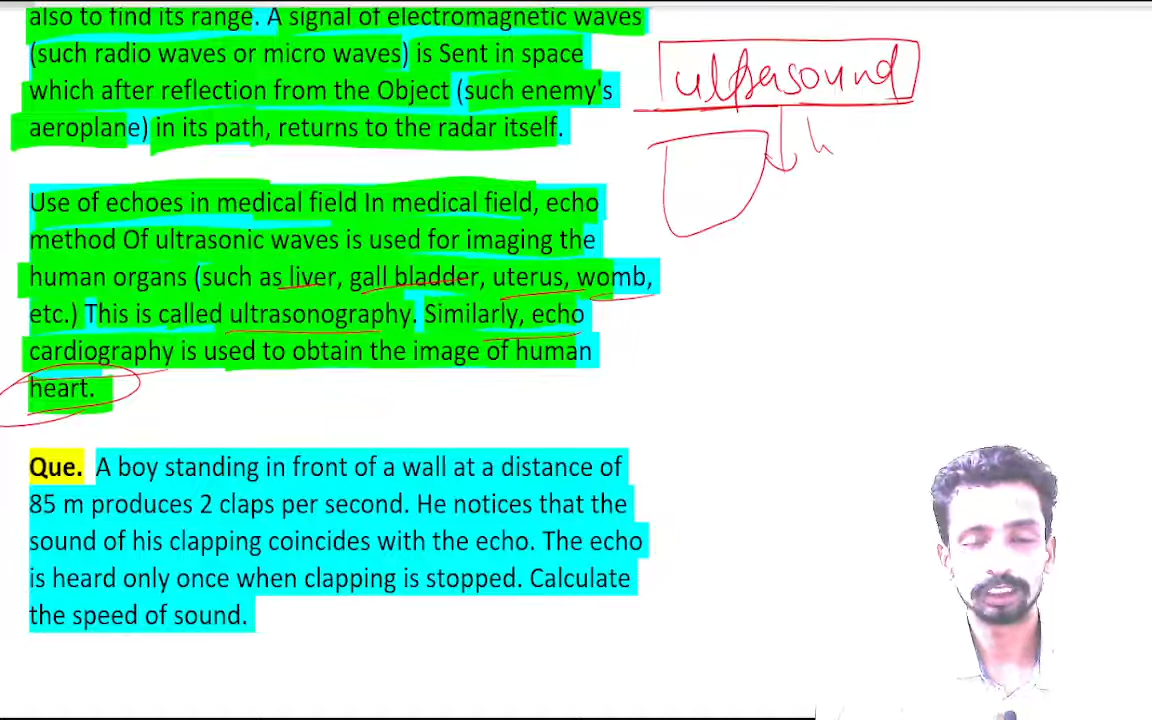 also to find its range. A signal of electromagnetic waves
(such radio waves or micro waves) is Sent in space
which after reflection from the Object (such enemy's
aeroplane) in its path, returns to the radar itself.
ultrasound
Use of echoes in medical field In medical field, echo
method Of ultrasonic waves is used for imaging the
human organs (such as liver, gall bladder, uterus, womb,
etc.) This is called ultrasonography. Similarly, echo
cardiography is used to obtain the image of human
heart.
Que. A boy standing in front of a wall at a distance of
85 m produces 2 claps per second. He notices that the
sound of his clapping coincides with the echo. The echo
is heard only once when clapping is stopped. Calculate
the speed of sound.